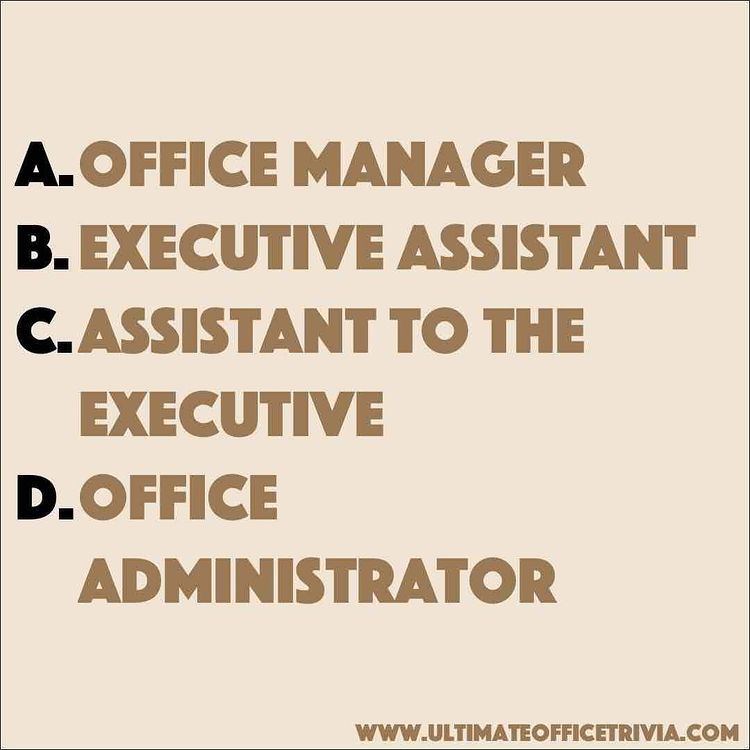 A. OFFICE MANAGER
B. EXECUTIVE ASSISTANT
C. ASSISTANT TO THE
EXECUTIVE
D. OFFICE
ADMINISTRATOR
WWW.ULTIMATEOFFICETRIVIA.COM